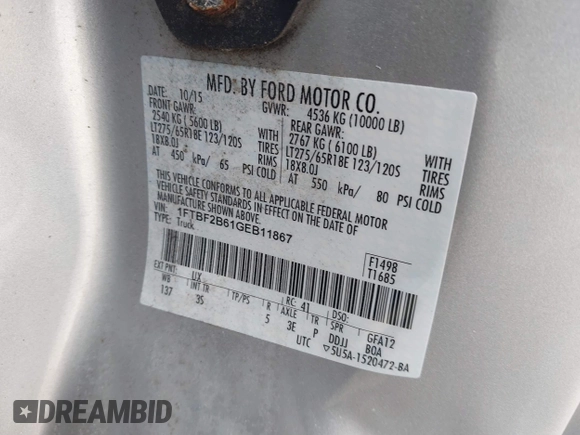 MFD. BY FORD MOTOR CO.
DATE: 10/15 GVWR: 4536 KG (10000 LB)
FRONT GAWR: REAR GAWR:
2540 KG ( 5600 LB) WITH 2767 KG ( 6100 LB) WITH
LT275/65R18E 123/120S TIRES LT275/65R18E 123/120S TIRES
18X8.0J RIMS 18X8.0J RIMS
AT 450 kPa/ 65 PSI COLD AT 550 kPa/ 80 PSI COLD
THIS VEHICLE CONFORMS TO ALL APPLICABLE FEDERAL MOTOR
VEHICLE SAFETY STANDARDS IN EFFECT ON THE DATE OF
MANUFACTURE SHOWN ABOVE.
VIN: 1FTBF2B61GEB11867
TYPE: Truck
F1498
T1685
EXT PNT: UX RC: 41 DSO:
WB INT TR TP/PS R AXLE TR SPR GFA12
137 3S 5 3E P DDJJ BOA
UTC ▽5U5A-1520472-BA
DREAMBID